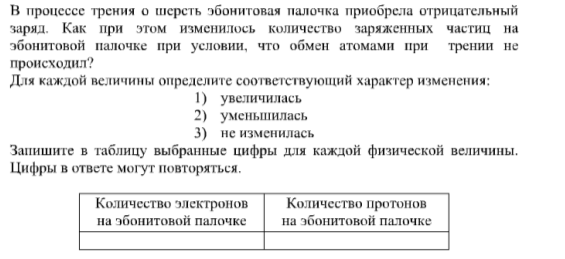 В процессе трения о шерсть эбонитовая палочка приобрела отрицательный
заряд. Как при этом изменилось количество заряженных частиц на
эбонитовой палочке при условии, что обмен атомами при трении не
происходил?
Для каждой величины определите соответствующий характер изменения:
1) увеличилась
2) уменьшилась
3) не изменилась
Запишите в таблицу выбранные цифры для каждой физической величины.
Цифры в ответе могут повторяться.
Количество электронов Количество протонов
на эбонитовой палочке на эбонитовой палочке